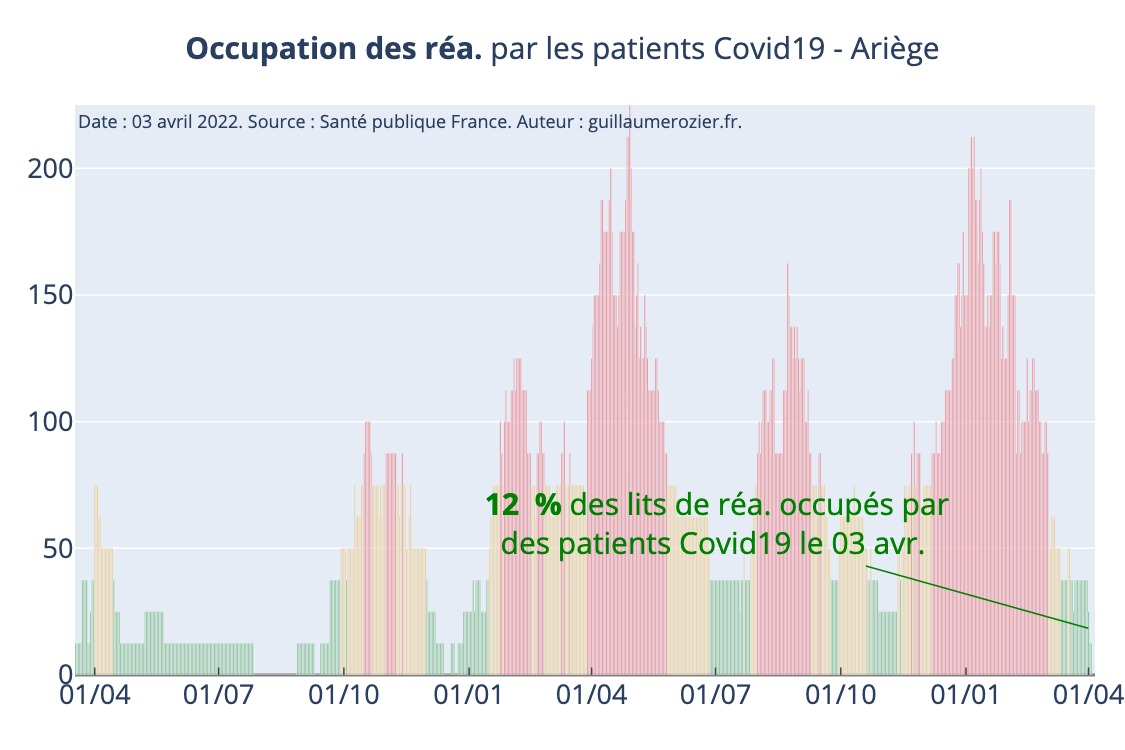 Occupation des réa. par les patients Covid19 - Ariège
Date : 03 avril 2022. Source : Santé publique France. Auteur : guillaumerozier.fr.
200
150
100
50
0
12 % des lits de réa. occupés par
des patients Covid19 le 03 avr.
01/04 01/07 01/10 01/01 01/04 01/07 01/10 01/01 01/04